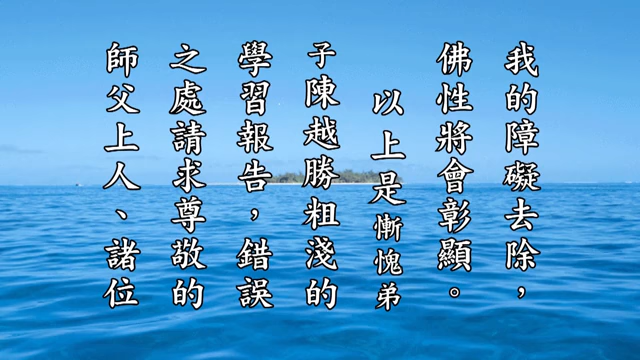 我的障礙去除，
佛性將會彰顯。
以上是慚愧弟
子陳越勝粗淺的
學習報告，錯誤
之處請求尊敬的
師父上人、諸位